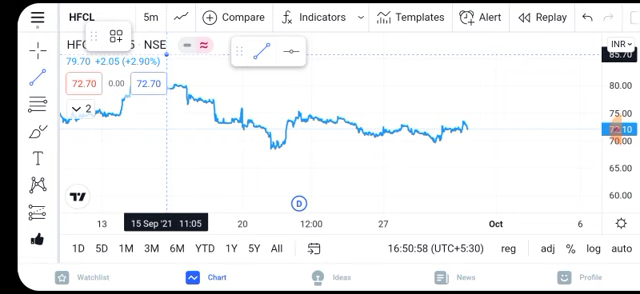 HFCL 5m Compare Indicators Templates Alert Replay
HFC 5 NSE INR
79.70 +2.05 (+2.90%) 85.70
72.70 0.00 72.70 80.00
2 75.00
70.00
65.00
60.00
D
13 15 Sep '21 11:05 20 12:00 27 Oct 6
1D 5D 1M 3M 6M YTD 1Y 5Y All 16:50:58 (UTC+5:30) reg adj % log auto
Watchlist Chart Ideas News Profile